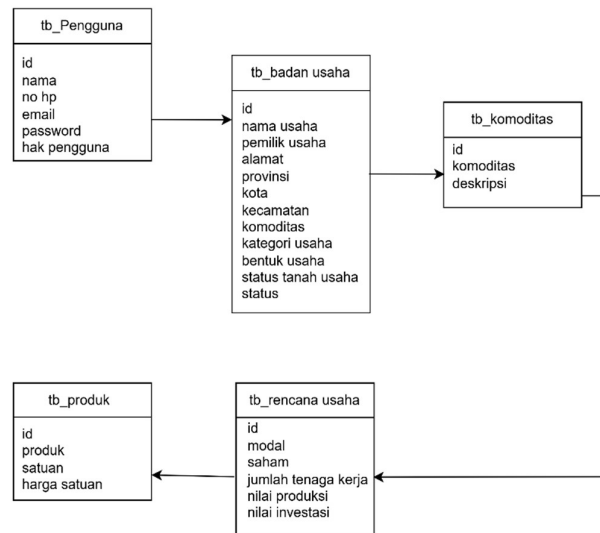 tb_Pengguna
id
nama
no hp
email
password
hak pengguna
tb_badan usaha
id
nama usaha
pemilik usaha
alamat
provinsi
kota
kecamatan
komoditas
kategori usaha
bentuk usaha
status tanah usaha
status
tb_komoditas
id
komoditas
deskripsi
tb_produk
id
produk
satuan
harga satuan
tb_rencana usaha
id
modal
saham
jumlah tenaga kerja
nilai produksi
nilai investasi